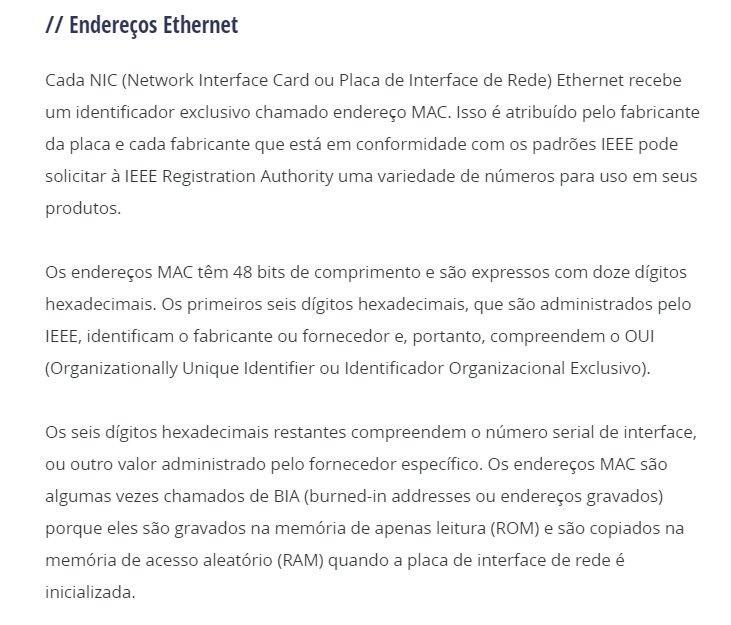 // Endereços Ethernet
Cada NIC (Network Interface Card ou Placa de Interface de Rede) Ethernet recebe
um identificador exclusivo chamado endereço MAC. Isso é atribuído pelo fabricante
da placa e cada fabricante que está em conformidade com os padrões IEEE pode
solicitar à IEEE Registration Authority uma variedade de números para uso em seus
produtos.
Os endereços MAC têm 48 bits de comprimento e são expressos com doze dígitos
hexadecimais. Os primeiros seis dígitos hexadecimais, que são administrados pelo
IEEE, identificam o fabricante ou fornecedor e, portanto, compreendem o OUI
(Organizationally Unique Identifier ou Identificador Organizacional Exclusivo).
Os seis dígitos hexadecimais restantes compreendem o número serial de interface,
ou outro valor administrado pelo fornecedor específico. Os endereços MAC são
algumas vezes chamados de BIA (burned-in addresses ou endereços gravados)
porque eles são gravados na memória de apenas leitura (ROM) e são copiados na
memória de acesso aleatório (RAM) quando a placa de interface de rede é
inicializada.